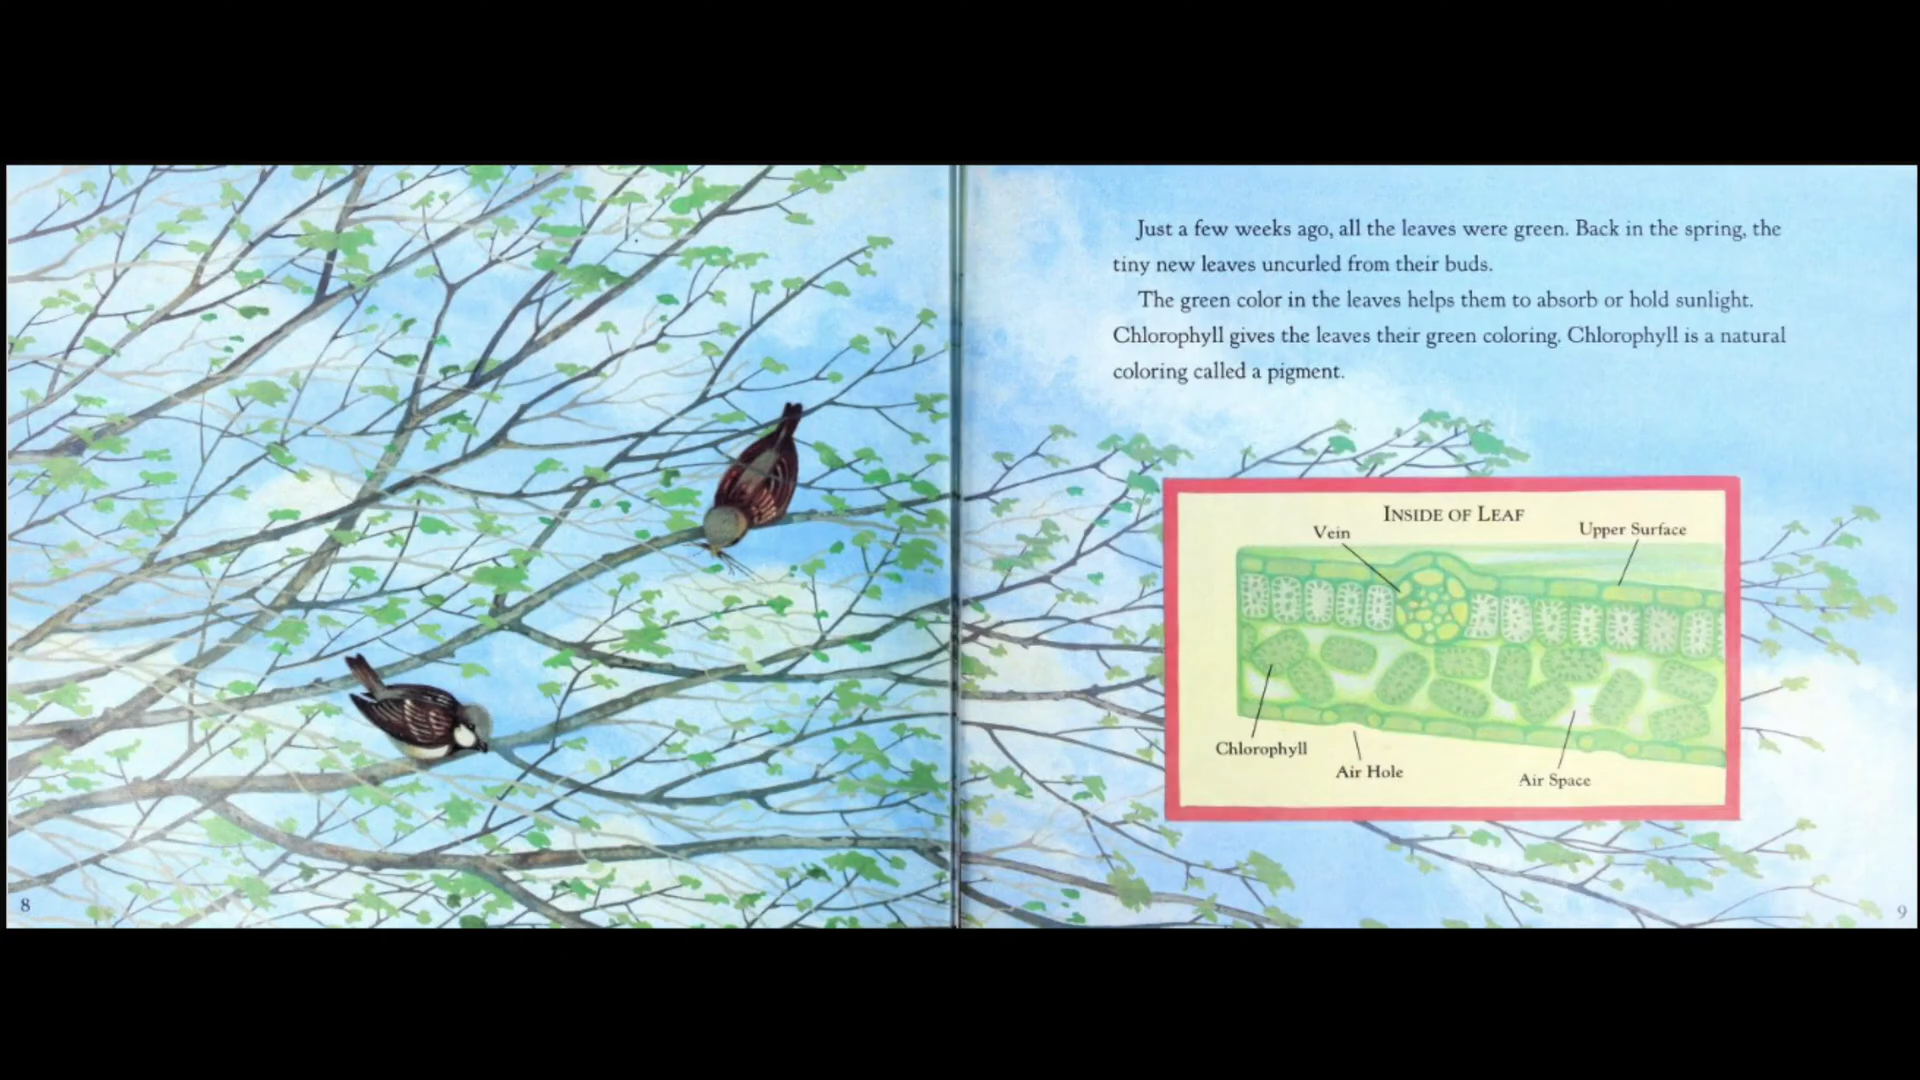 Just a few weeks ago, all the leaves were green. Back in the spring, the
tiny new leaves uncurled from their buds.
The green color in the leaves helps them to absorb or hold sunlight.
Chlorophyll gives the leaves their green coloring. Chlorophyll is a natural
coloring called a pigment.
INSIDE OF LEAF
Vein
Upper Surface
Chlorophyll
Air Hole
Air Space
8
9